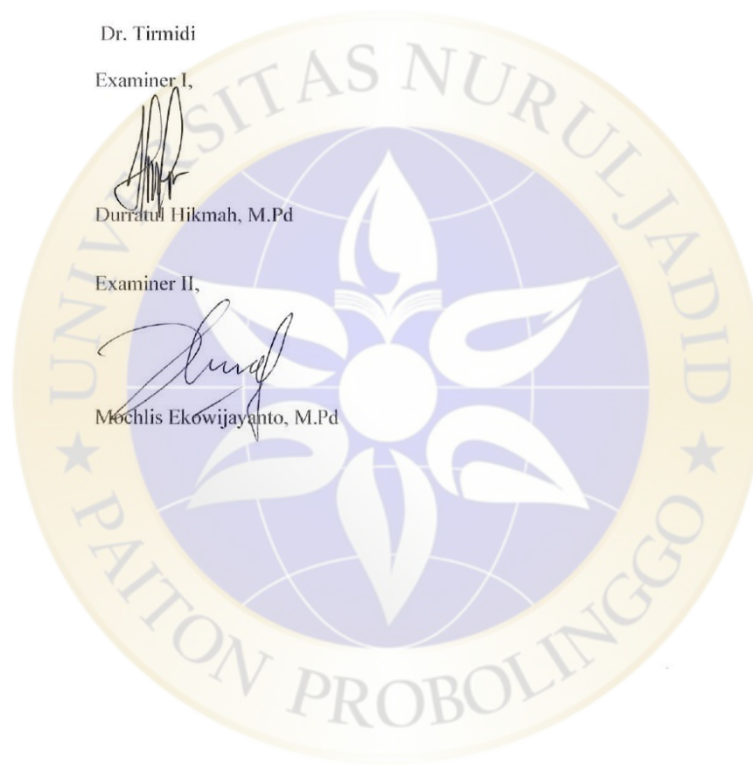 Dr. Tirmidi
Examiner I,
Durratul Hikmah, M.Pd
Examiner II,
Mochlis Ekowijayanto, M.Pd
UNIVERSITAS NURUL JADID
PAITON PROBOLINGGO